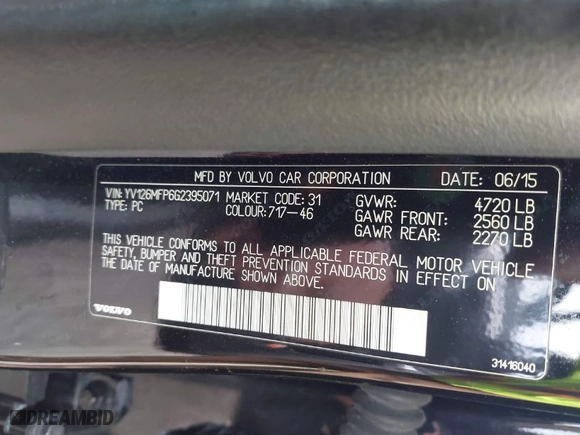 MFD BY VOLVO CAR CORPORATION DATE: 06/15
VIN: YV126MFP6G2395071 MARKET CODE: 31 GVWR: 4720 LB
TYPE: PC COLOUR: 717-46 GAWR FRONT: 2560 LB
GAWR REAR: 2270 LB
THIS VEHICLE CONFORMS TO ALL APPLICABLE FEDERAL MOTOR VEHICLE
SAFETY, BUMPER AND THEFT PREVENTION STANDARDS IN EFFECT ON
THE DATE OF MANUFACTURE SHOWN ABOVE.
VOLVO
31416040
DREAMBID